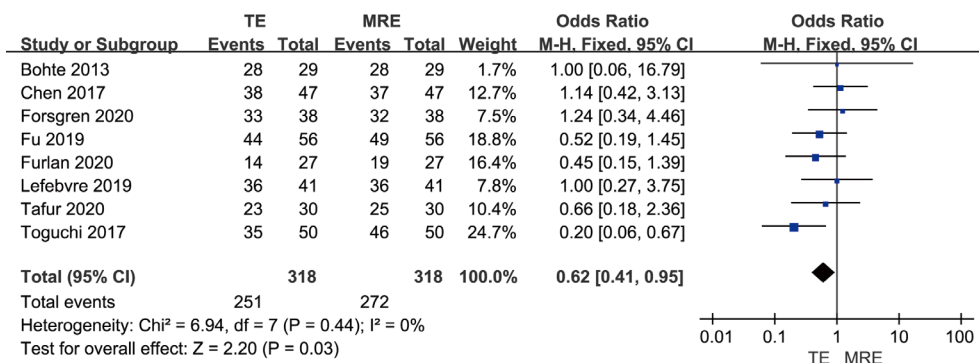 TE MRE Odds Ratio Odds Ratio
Study or Subgroup Events Total Events Total Weight M-H, Fixed, 95% CI M-H, Fixed, 95% CI
Bohte 2013 28 29 28 29 1.7% 1.00 [0.06, 16.79]
Chen 2017 38 47 37 47 12.7% 1.14 [0.42, 3.13]
Forsgren 2020 33 38 32 38 7.5% 1.24 [0.34, 4.46]
Fu 2019 44 56 49 56 18.8% 0.52 [0.19, 1.45]
Furlan 2020 14 27 19 27 16.4% 0.45 [0.15, 1.39]
Lefebvre 2019 36 41 36 41 7.8% 1.00 [0.27, 3.75]
Tafur 2020 23 30 25 30 10.4% 0.66 [0.18, 2.36]
Toguchi 2017 35 50 46 50 24.7% 0.20 [0.06, 0.67]
Total (95% CI) 318 318 100.0% 0.62 [0.41, 0.95]
Total events 251 272
Heterogeneity: Chi² = 6.94, df = 7 (P = 0.44); I² = 0%
Test for overall effect: Z = 2.20 (P = 0.03)
0.01 0.1 1 10 100
TE MRE